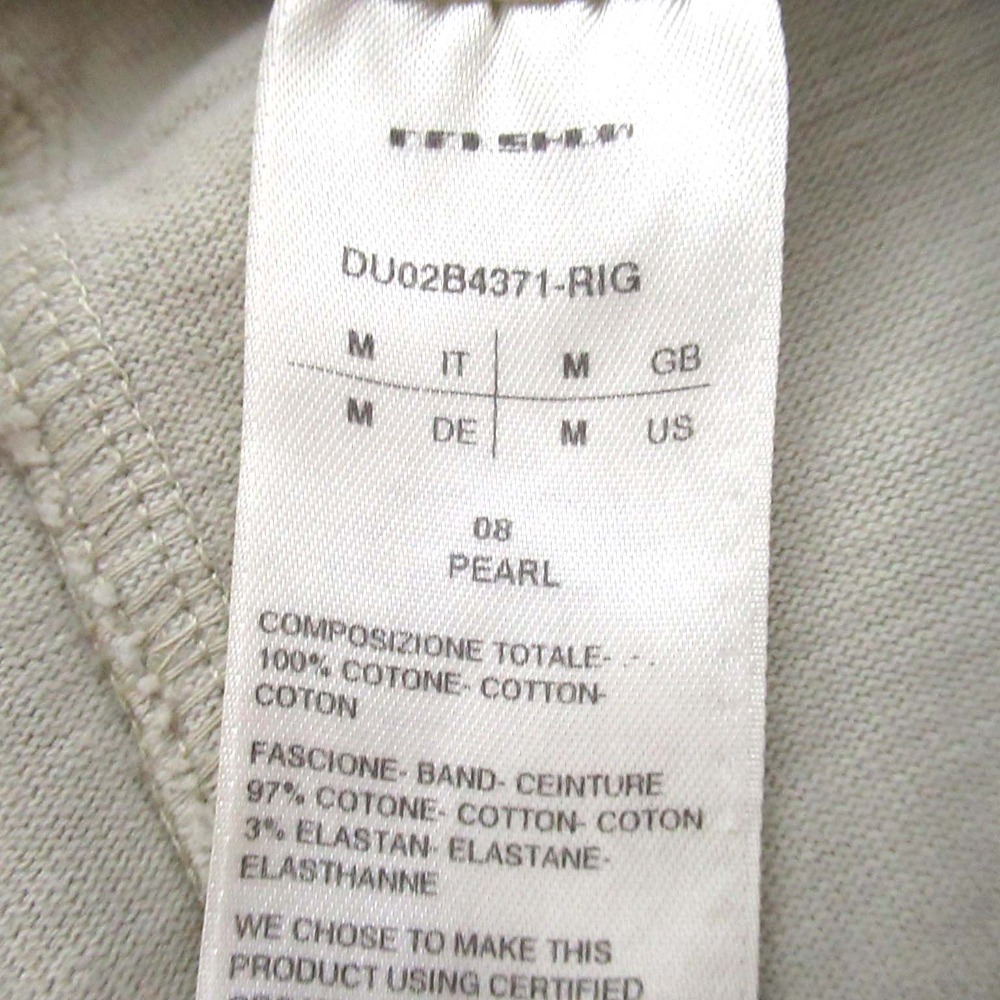 DU02B4371-RIG
M IT M GB
M DE M US
08
PEARL
COMPOSIZIONE TOTALE-
100% COTONE- COTTON-
COTON
FASCIONE- BAND- CEINTURE
97% COTONE- COTTON- COTON
3% ELASTAN- ELASTANE-
ELASTHANNE
WE CHOSE TO MAKE THIS
PRODUCT USING CERTIFIED